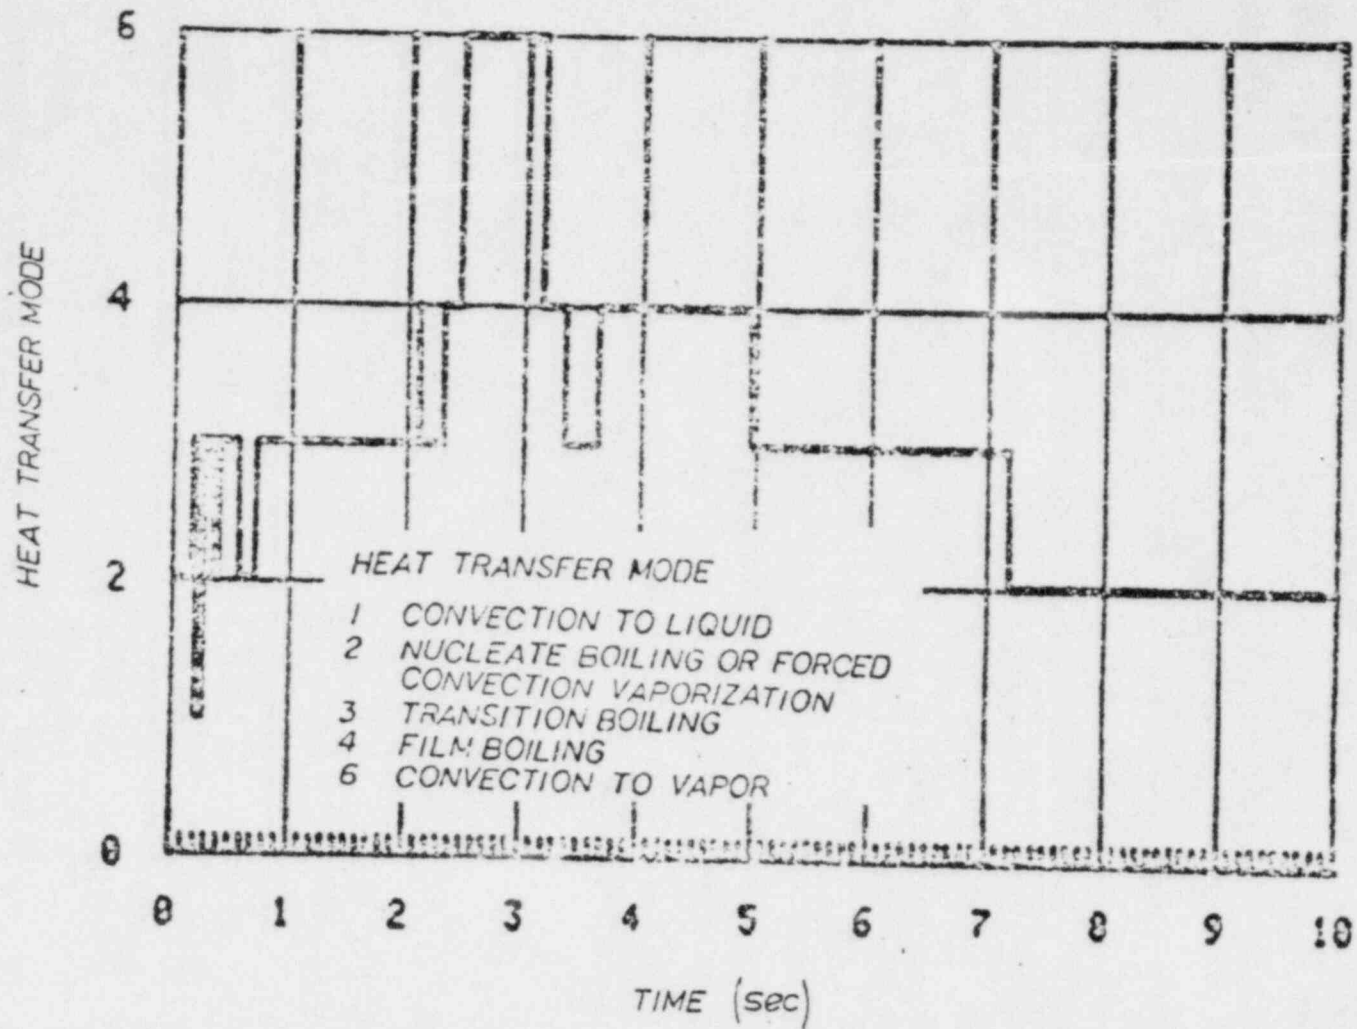 6
4
2
0
HEAT TRANSFER MODE
HEAT TRANSFER MODE
1 CONVECTION TO LIQUID
2 NUCLEATE BOILING OR FORCED
CONVECTION VAPORIZATION
3 TRANSITION BOILING
4 FILM BOILING
6 CONVECTION TO VAPOR
0 1 2 3 4 5 6 7 8 9 10
TIME (sec)